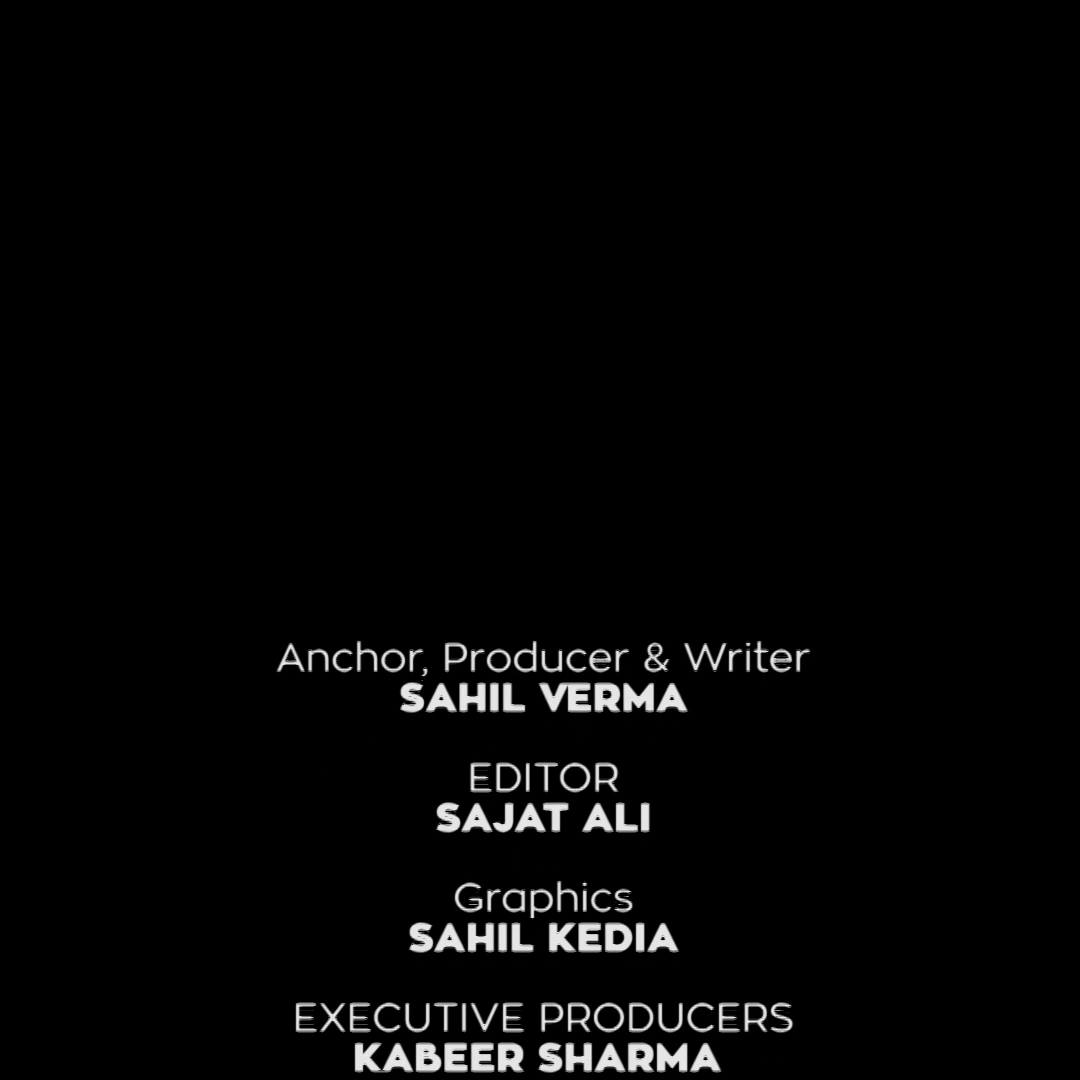 Anchor, Producer & Writer
SAHIL VERMA
EDITOR
SAJAT ALI
Graphics
SAHIL KEDIA
EXECUTIVE PRODUCERS
KABEER SHARMA